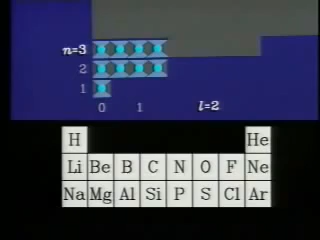 n=3
2
1
0 1 l=2
H He
Li Be B C N O F Ne
Na Mg Al Si P S Cl Ar